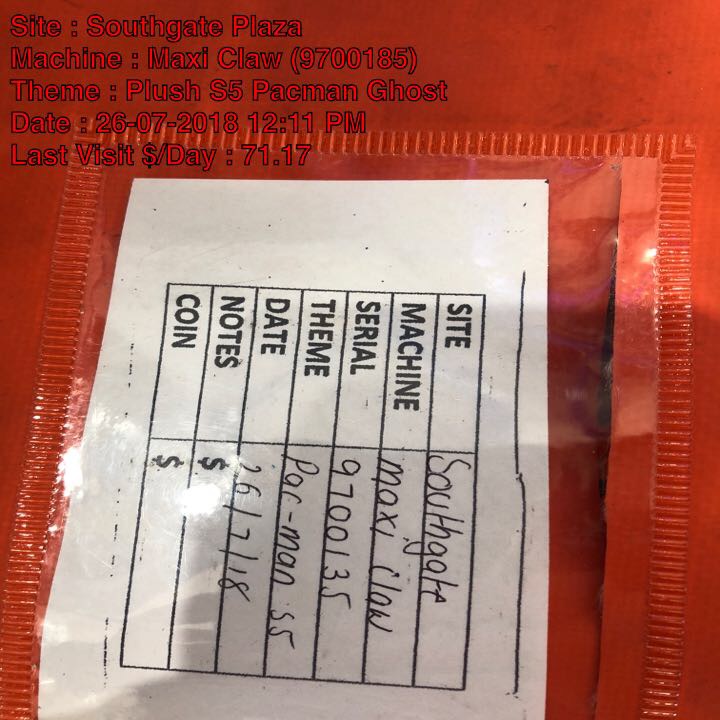 Site : Southgate Plaza
Machine : Maxi Claw (9700185)
Theme : Plush S5 Pacman Ghost
Date : 26-07-2018 12:11 PM
Last Visit $/Day : 71.17
SITE Southgate
MACHINE Maxi Claw
SERIAL 9700135
THEME Pac-man S5
DATE 26/7/18
NOTES $
COIN $